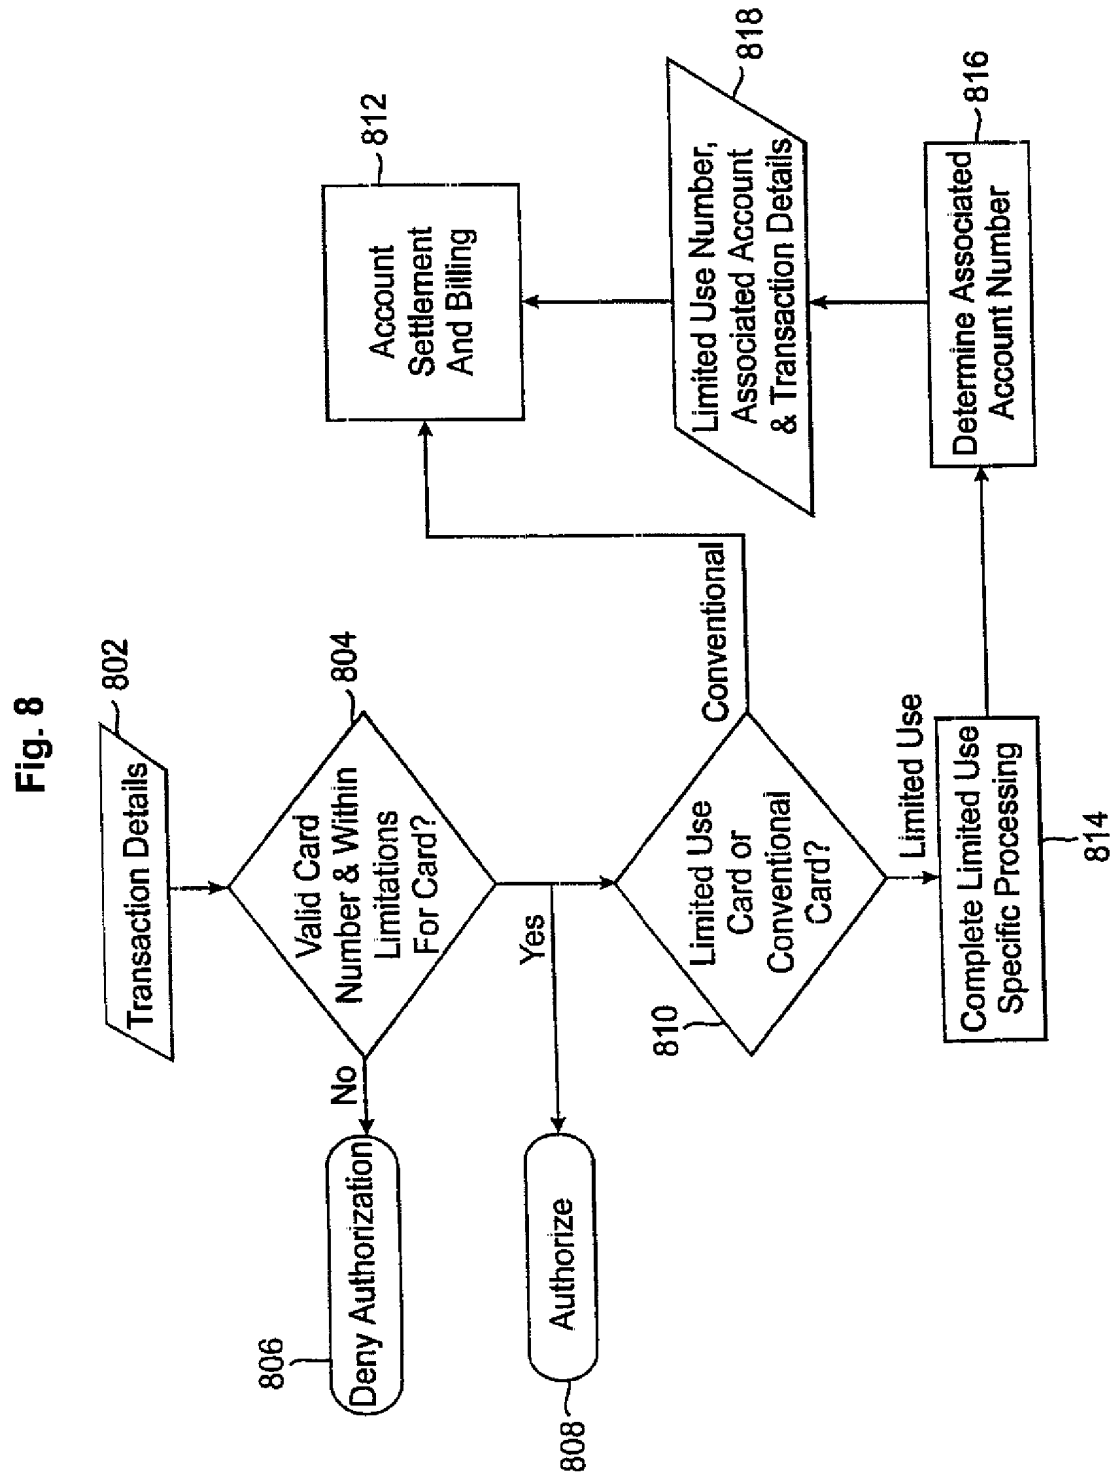 Fig. 8
802
Transaction Details
804
Valid Card
Number & Within
Limitations
For Card?
No
806
Deny Authorization
Yes
808
Authorize
810
Limited Use
Card or
Conventional
Card?
Conventional
812
Account
Settlement
And Billing
Limited Use
Complete Limited Use
Specific Processing
814
816
Determine Associated
Account Number
818
Limited Use Number,
Associated Account
& Transaction Details